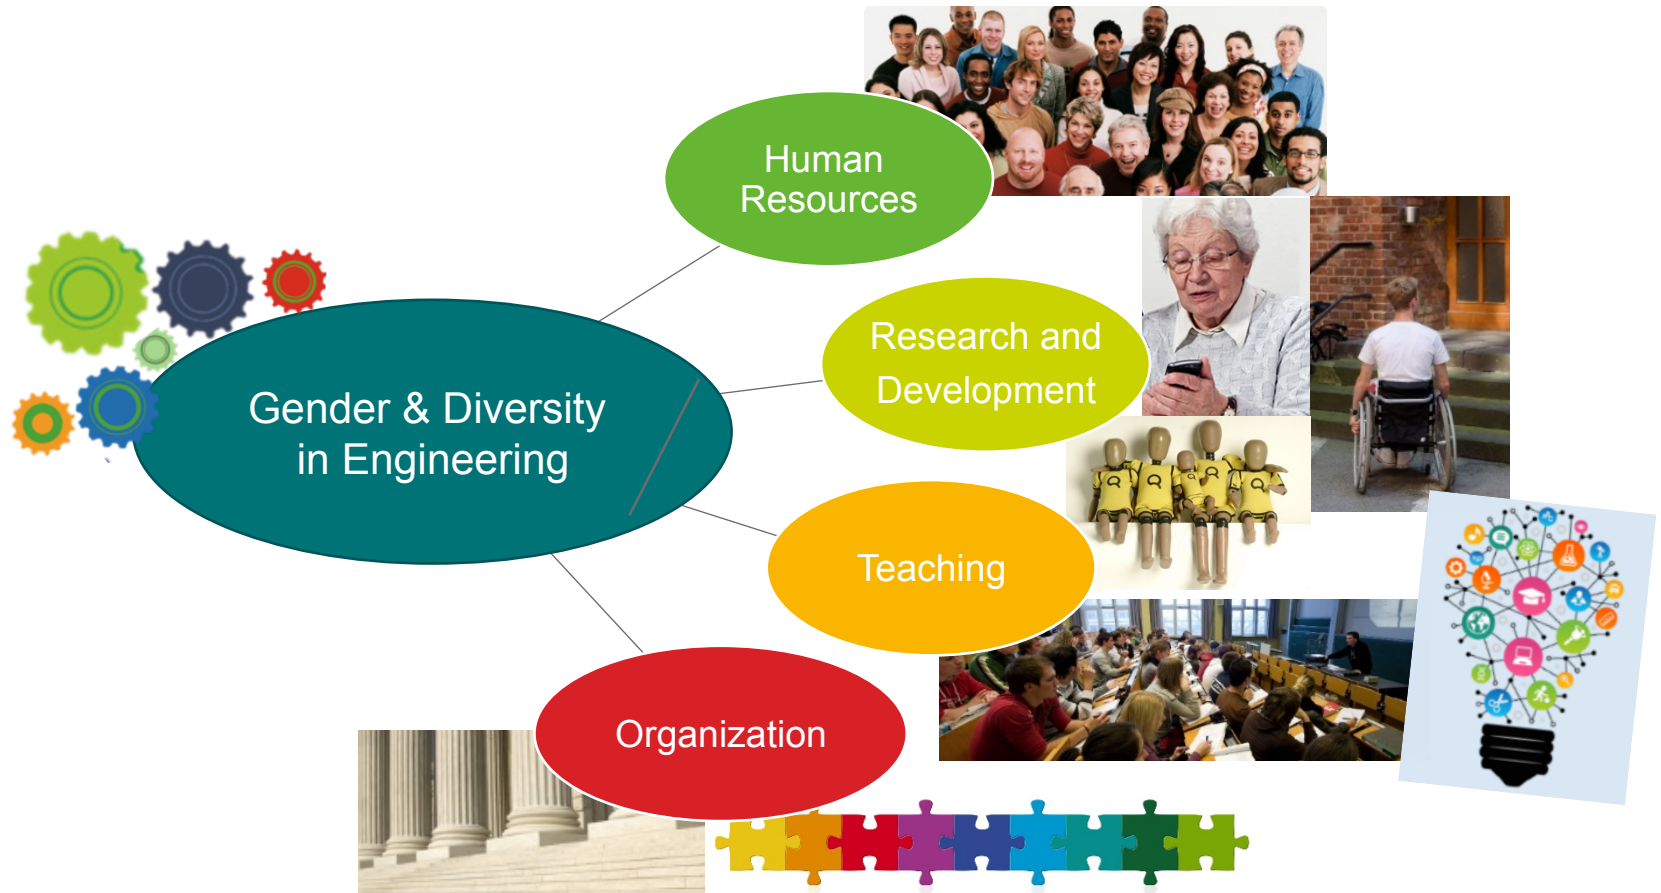 Human
Resources
Research and
Development
Gender & Diversity
in Engineering
Teaching
Organization